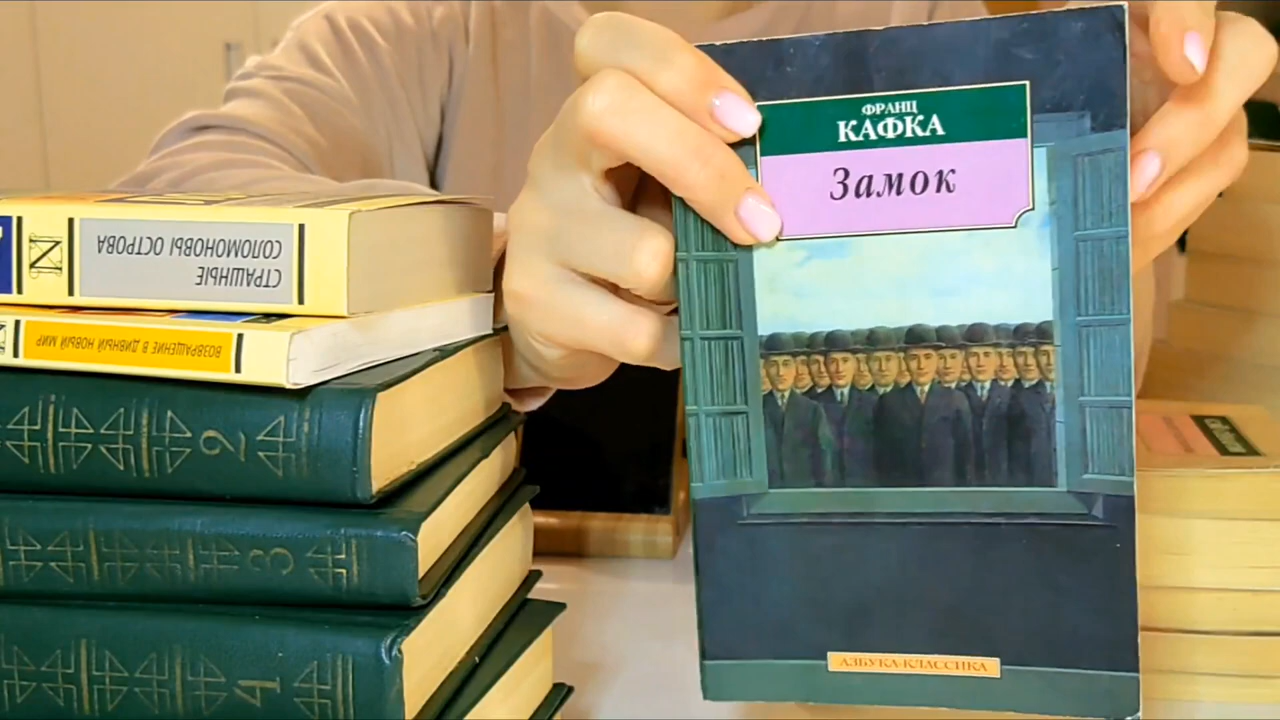 ФРАНЦ
КАФКА
Замок
АЗБУКА-КЛАССИКА
СТРАШНЫЕ
СОЛОМОНОВЫ ОСТРОВА
N
ВОЗВРАЩЕНИЕ В ДИВНЫЙ НОВЫЙ МИР
2
3
4